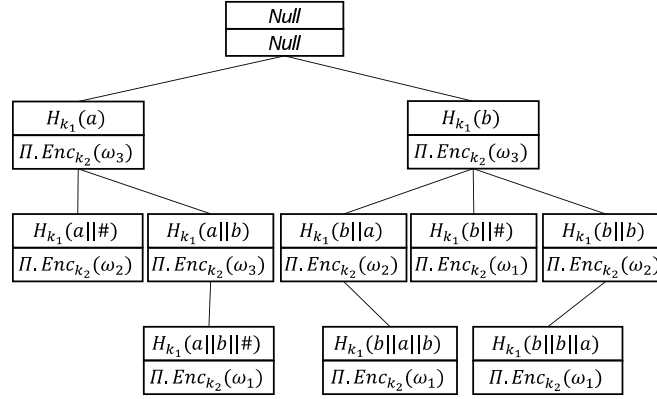 Null
Null
H_{k_1}(a)
H_{k_1}(b)
Π.Enc_{k_2}(ω_3)
Π.Enc_{k_2}(ω_3)
H_{k_1}(a||#)
H_{k_1}(a||b)
H_{k_1}(b||a)
H_{k_1}(b||#)
H_{k_1}(b||b)
Π.Enc_{k_2}(ω_2)
Π.Enc_{k_2}(ω_3)
Π.Enc_{k_2}(ω_2)
Π.Enc_{k_2}(ω_1)
Π.Enc_{k_2}(ω_2)
H_{k_1}(a||b||#)
H_{k_1}(b||a||b)
H_{k_1}(b||b||a)
Π.Enc_{k_2}(ω_1)
Π.Enc_{k_2}(ω_1)
Π.Enc_{k_2}(ω_1)